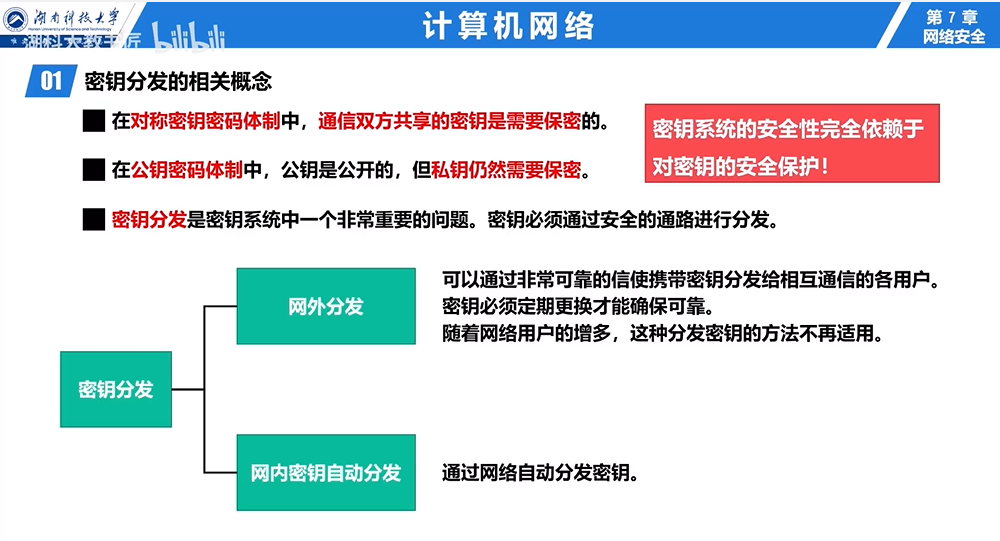 湖南科技大学
Hunan University of Science and Technology
湖科大教书匠 bilibili
计算机网络
第 7 章
网络安全
01 密钥分发的相关概念
在对称密钥密码体制中，通信双方共享的密钥是需要保密的。
在公钥密码体制中，公钥是公开的，但私钥仍然需要保密。
密钥分发是密钥系统中一个非常重要的问题。密钥必须通过安全的通路进行分发。
密钥系统的安全性完全依赖于
对密钥的安全保护！
密钥分发
网外分发
可以通过非常可靠的信使携带密钥分发给相互通信的各用户。
密钥必须定期更换才能确保可靠。
随着网络用户的增多，这种分发密钥的方法不再适用。
网内密钥自动分发
通过网络自动分发密钥。